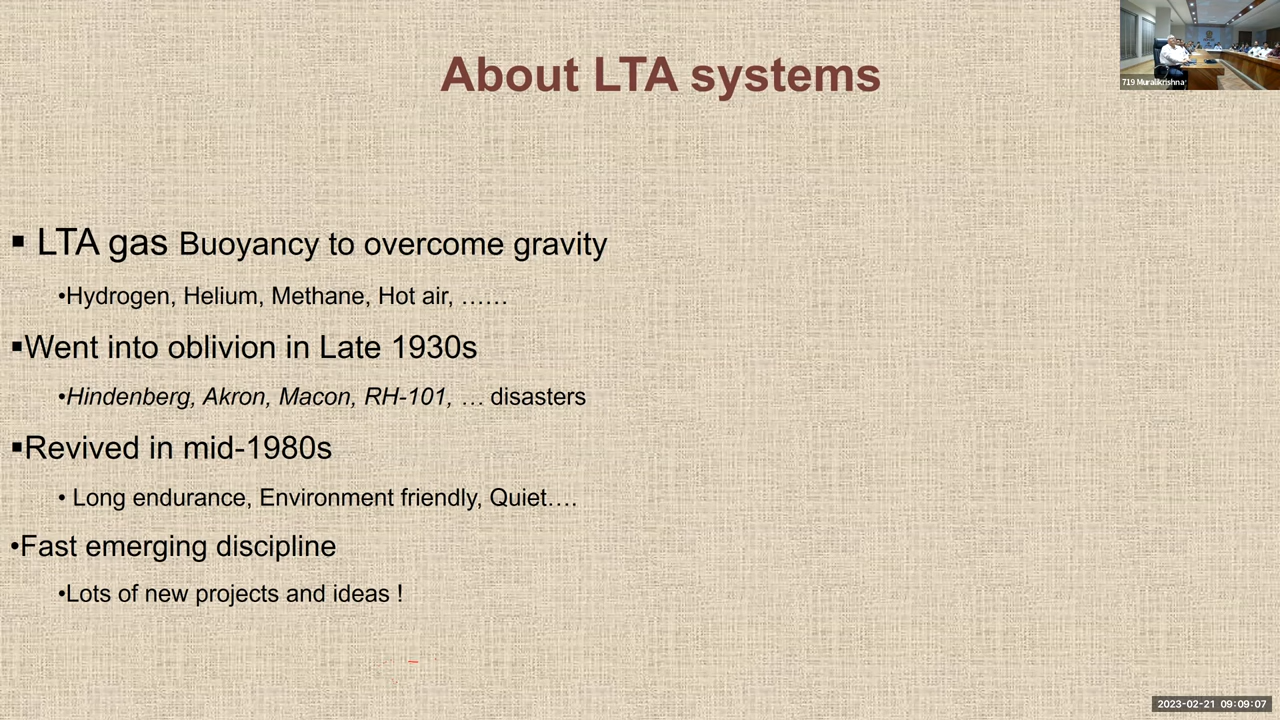 About LTA systems
719 Muralikrishna
▪ LTA gas Buoyancy to overcome gravity
•Hydrogen, Helium, Methane, Hot air, ……
▪Went into oblivion in Late 1930s
•Hindenberg, Akron, Macon, RH-101, … disasters
▪Revived in mid-1980s
• Long endurance, Environment friendly, Quiet….
•Fast emerging discipline
•Lots of new projects and ideas !
2023-02-21 09:09:07